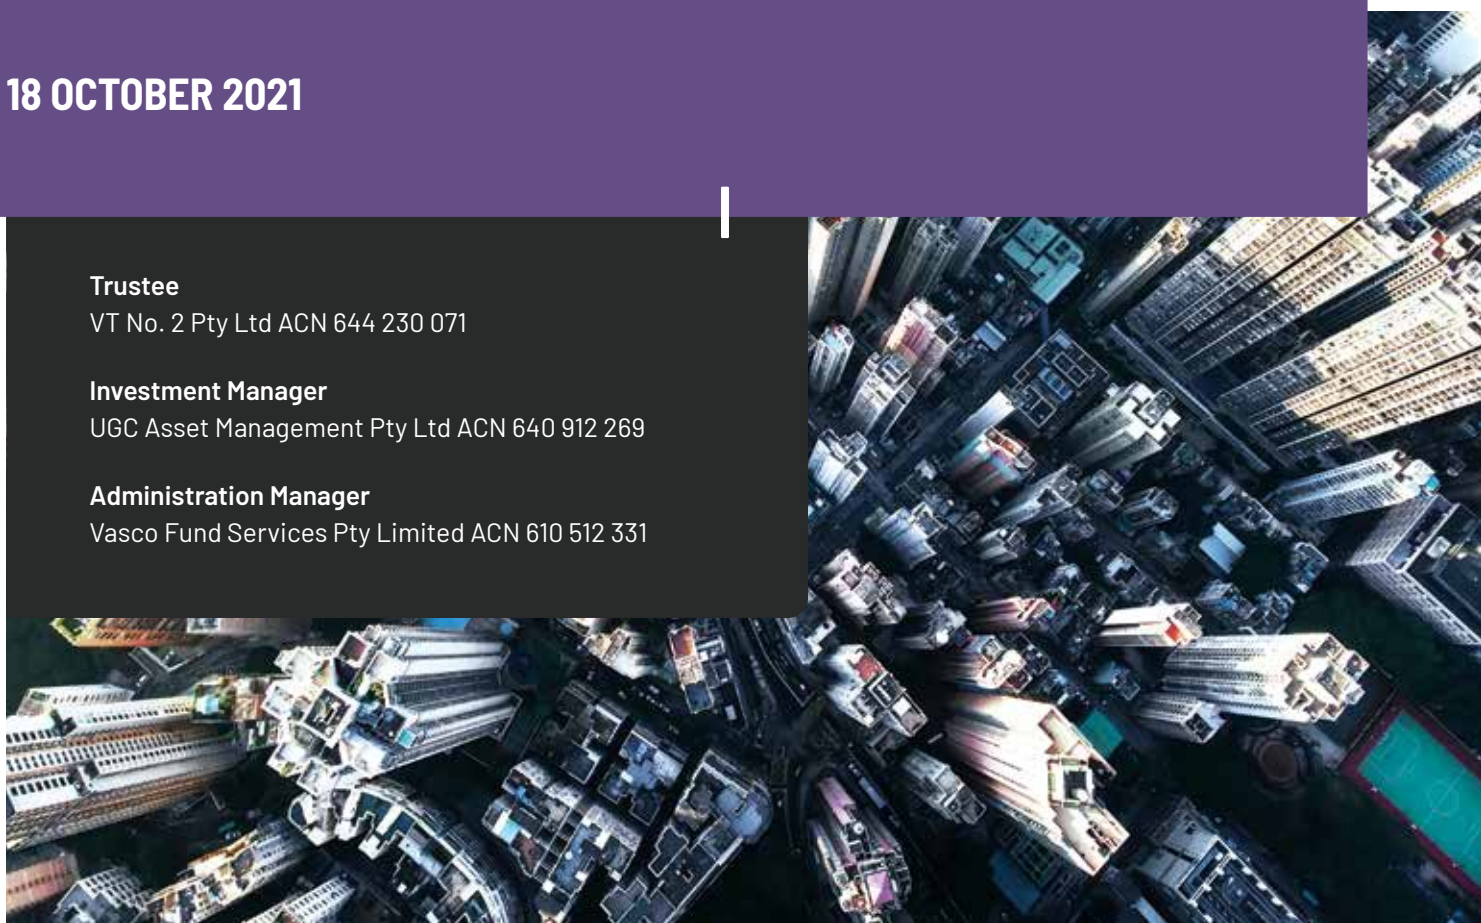 18 OCTOBER 2021
Trustee
VT No. 2 Pty Ltd ACN 644 230 071
Investment Manager
UGC Asset Management Pty Ltd ACN 640 912 269
Administration Manager
Vasco Fund Services Pty Limited ACN 610 512 331